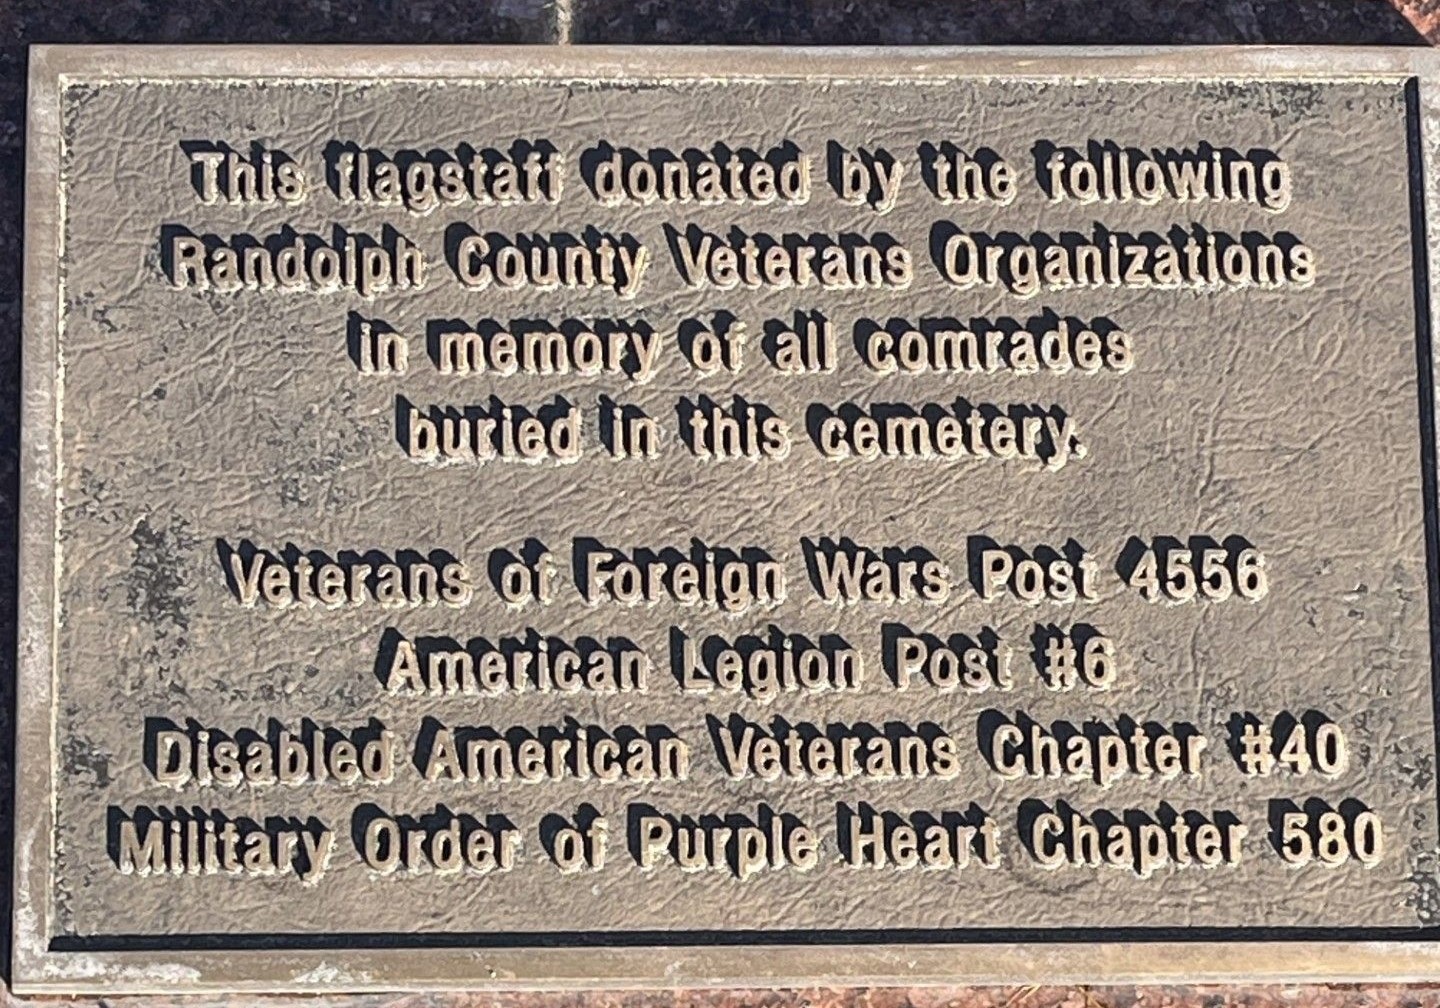 This flagstaff donated by the following
Randolph County Veterans Organizations
in memory of all comrades
buried in this cemetery.
Veterans of Foreign Wars Post 4556
American Legion Post #6
Disabled American Veterans Chapter #40
Military Order of Purple Heart Chapter 580